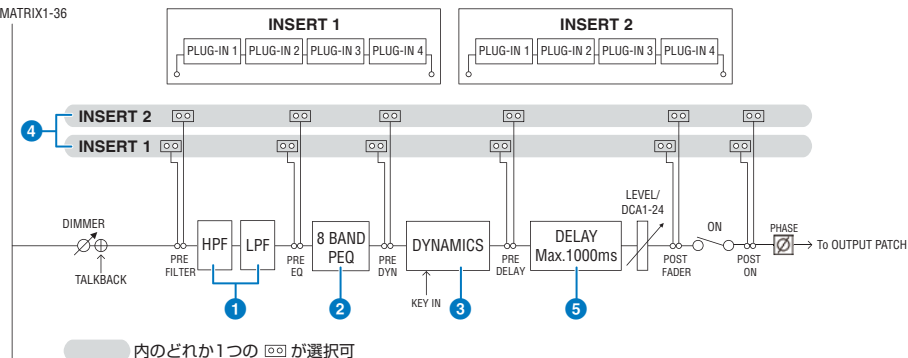 MATRIX1-36
INSERT 1
PLUG-IN 1 PLUG-IN 2 PLUG-IN 3 PLUG-IN 4
INSERT 2
PLUG-IN 1 PLUG-IN 2 PLUG-IN 3 PLUG-IN 4
4
INSERT 2
INSERT 1
DIMMER
TALKBACK
PRE
FILTER
HPF
LPF
1
PRE
EQ
8 BAND
PEQ
2
PRE
DYN
DYNAMICS
KEY IN
3
PRE
DELAY
DELAY
Max.1000ms
5
LEVEL/
DCA1-24
POST
FADER
ON
POST
ON
PHASE
To OUTPUT PATCH
内のどれか1つの が選択可